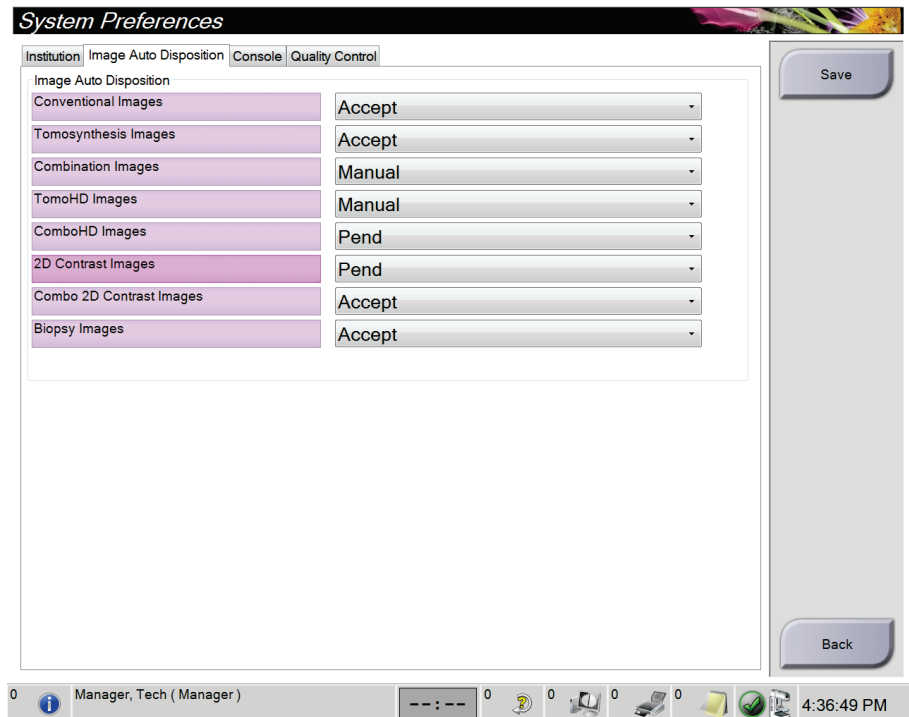 System Preferences
Institution Image Auto Disposition Console Quality Control
Save
Image Auto Disposition
Conventional Images Accept
Tomosynthesis Images Accept
Combination Images Manual
TomoHD Images Manual
ComboHD Images Pend
2D Contrast Images Pend
Combo 2D Contrast Images Accept
Biopsy Images Accept
Back
0 Manager, Tech ( Manager ) --:-- 0 0 0 0 4:36:49 PM